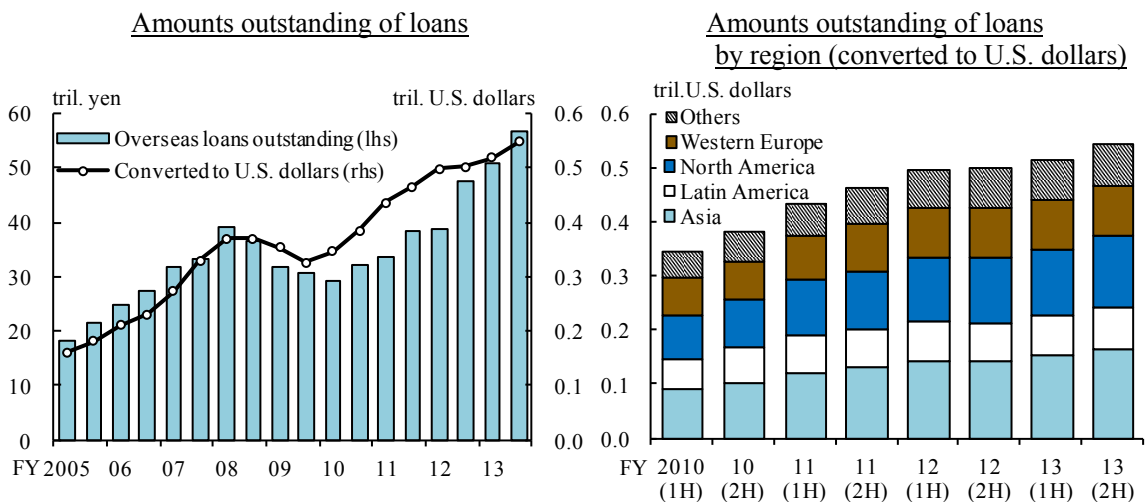 Amounts outstanding of loans
tril. yen
tril. U.S. dollars
60
50
40
30
20
10
0
0.6
0.5
0.4
0.3
0.2
0.1
0.0
Overseas loans outstanding (lhs)
Converted to U.S. dollars (rhs)
FY 2005 06 07 08 09 10 11 12 13
Amounts outstanding of loans
by region (converted to U.S. dollars)
tril.U.S. dollars
0.6
0.5
0.4
0.3
0.2
0.1
0.0
Others
Western Europe
North America
Latin America
Asia
FY 2010 10 11 11 12 12 13 13
(1H) (2H) (1H) (2H) (1H) (2H) (1H) (2H)